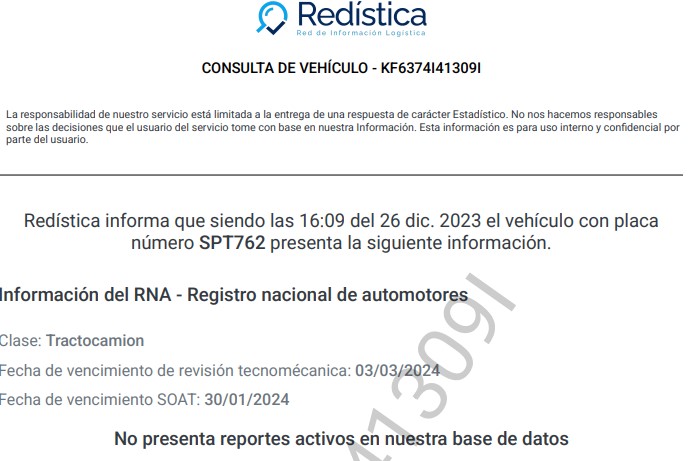 Redística
Red de Información Logística
CONSULTA DE VEHÍCULO - KF6374I41309I
La responsabilidad de nuestro servicio está limitada a la entrega de una respuesta de carácter Estadístico. No nos hacemos responsables
sobre las decisiones que el usuario del servicio tome con base en nuestra Información. Esta información es para uso interno y confidencial por
parte del usuario.
Redística informa que siendo las 16:09 del 26 dic. 2023 el vehículo con placa
número SPT762 presenta la siguiente información.
Información del RNA - Registro nacional de automotores
Clase: Tractocamion
Fecha de vencimiento de revisión tecnomécanica: 03/03/2024
Fecha de vencimiento SOAT: 30/01/2024
No presenta reportes activos en nuestra base de datos
41309I